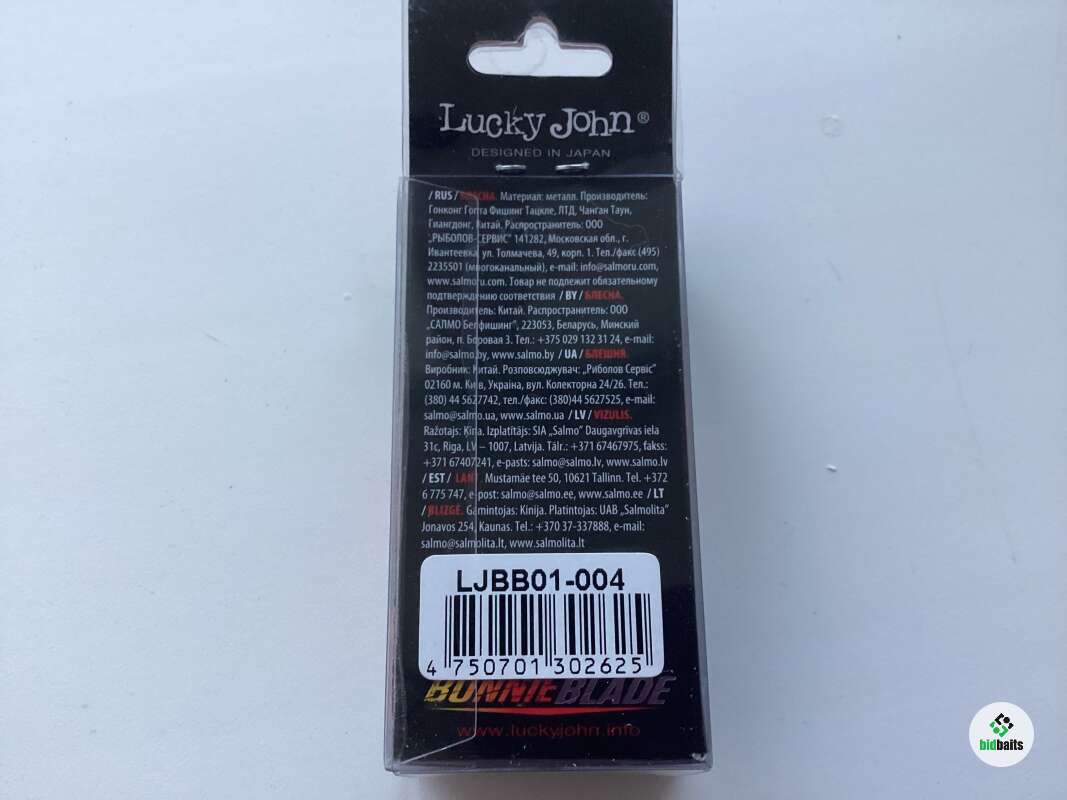 Lucky John®
DESIGNED IN JAPAN
/ RUS / БЛЕСНА. Материал: металл. Производитель:
Гонконг Гопта Фишинг Тацкле, ЛТД, Чанган Таун,
Гиангдонг, Китай. Распространитель: ООО
„РЫБОЛОВ-СЕРВИС" 141282, Московская обл., г.
Ивантеевка, ул. Толмачева, 49, корп. 1. Тел./факс (495)
2235501 (многоканальный), e-mail: info@salmoru.com,
www.salmoru.com. Товар не подлежит обязательному
подтверждению соответствия / BY / БЛЕСНА.
Производитель: Китай. Распространитель: ООО
„САЛМО Белфишинг", 223053, Беларусь, Минский
район, п. Боровая 3. Тел.: +375 029 132 31 24, e-mail:
info@salmo.by, www.salmo.by / UA / БЛЕШНЯ.
Виробник: Китай. Розповсюджувач: „Риболов Сервіс"
02160 м. Київ, Україна, вул. Колекторна 24/26. Тел.:
(380) 44 5627742, тел./факс: (380)44 5627525, e-mail:
salmo@salmo.ua, www.salmo.ua / LV / VIZULIS.
Ražotajs: Ķīna. Izplatītājs: SIA „Salmo" Daugavgrīvas iela
31c, Riga, LV – 1007, Latvija. Tālr.: +371 67467975, fakss:
+371 67407241, e-pasts: salmo@salmo.lv, www.salmo.lv
/ EST / LANT. Mustamäe tee 50, 10621 Tallinn. Tel. +372
6 775 747, e-post: salmo@salmo.ee, www.salmo.ee / LT
/ BLIZGĖ. Gamintojas: Kinija. Platintojas: UAB „Salmolita"
Jonavos 254, Kaunas. Tel.: +370 37-337888, e-mail:
salmo@salmolita.lt, www.salmolita.lt
LJBB01-004
4 750701 302625
BONNIE BLADE
www.luckyjohn.info
bidbaits